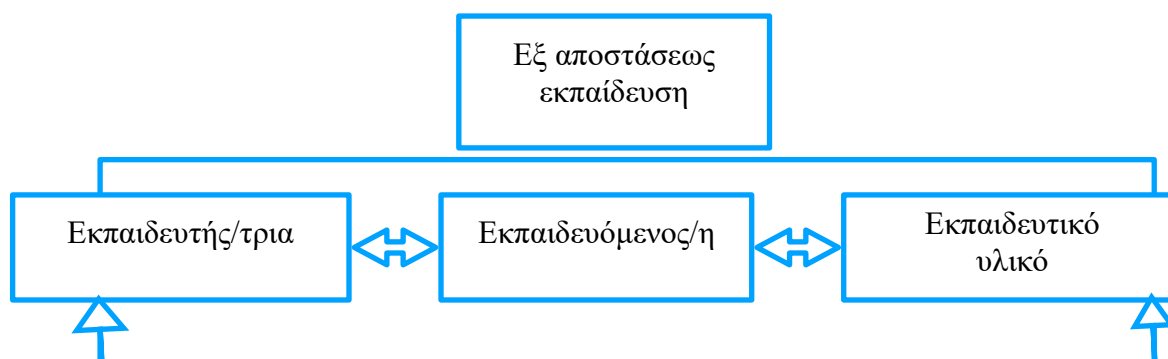 Εξ αποστάσεως
εκπαίδευση
Εκπαιδευτής/τρια
Εκπαιδευόμενος/η
Εκπαιδευτικό
υλικό